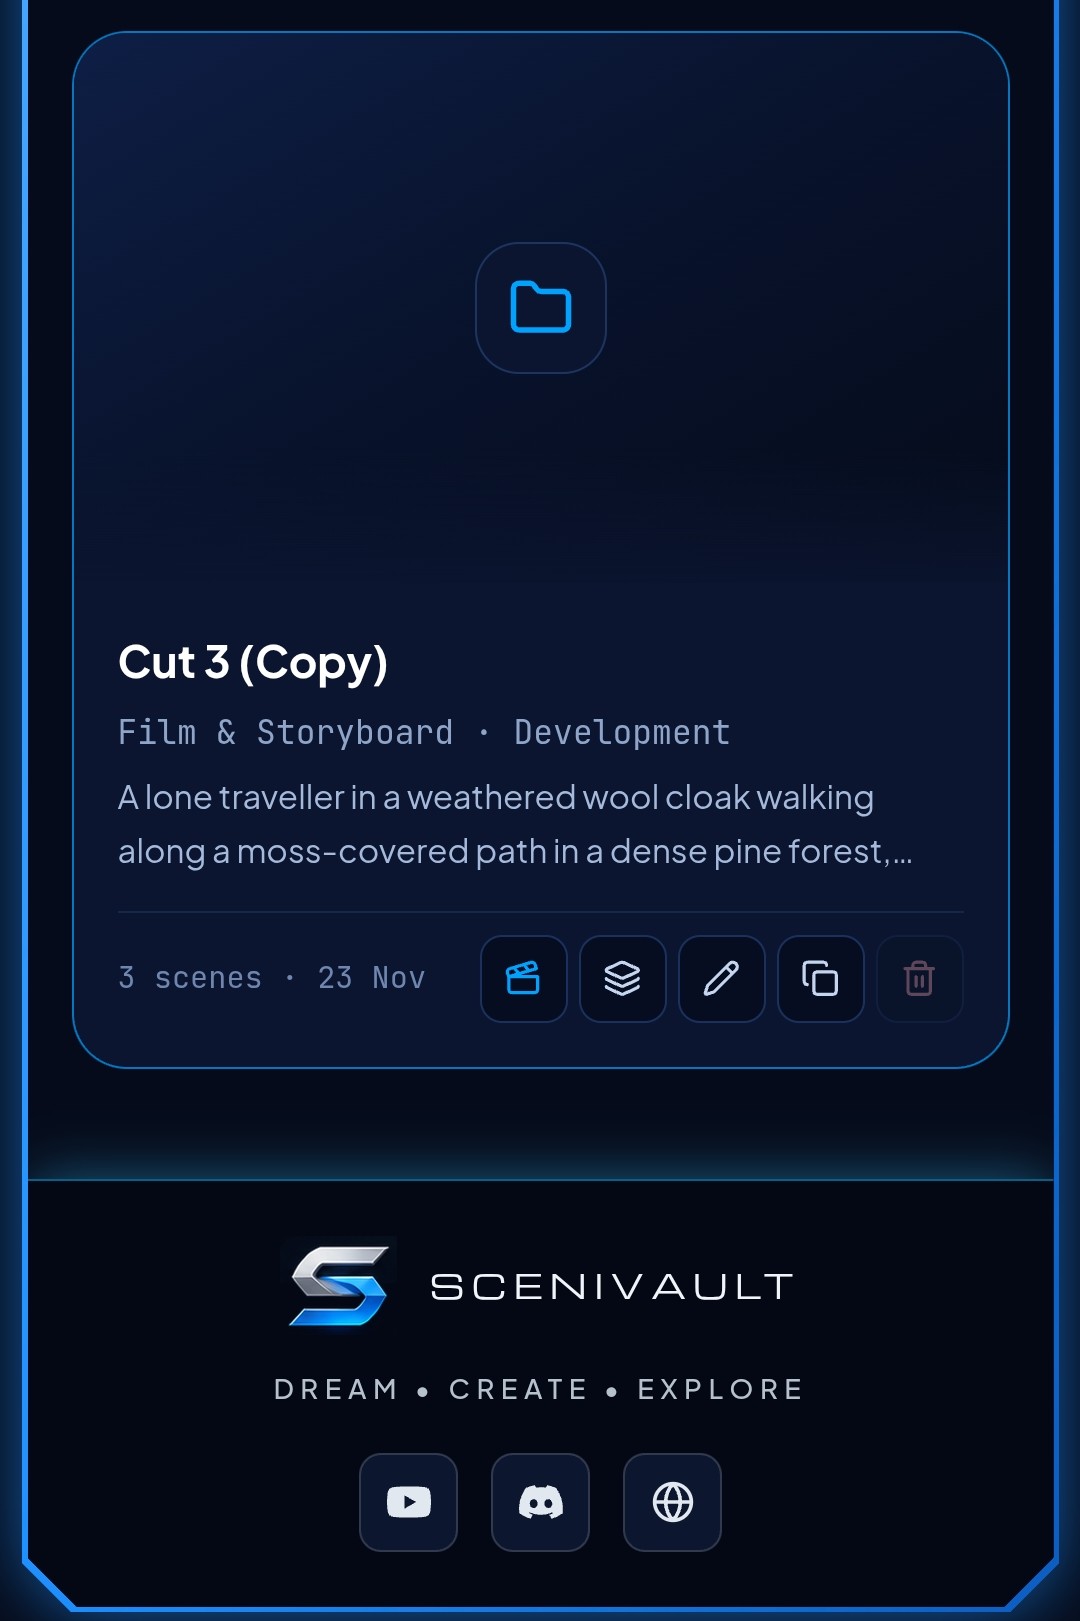 Cut 3 (Copy)
Film & Storyboard · Development
A lone traveller in a weathered wool cloak walking
along a moss-covered path in a dense pine forest,...
3 scenes · 23 Nov
SCENIVAULT
DREAM • CREATE • EXPLORE